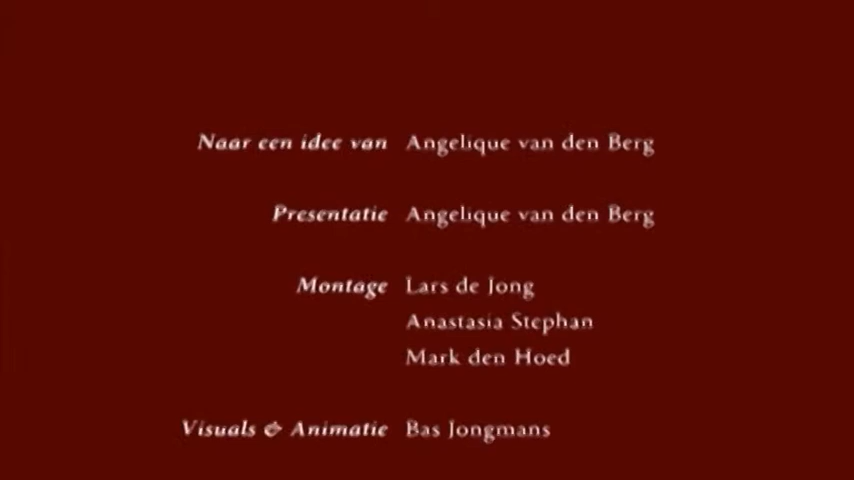 Naar een idee van Angelique van den Berg
Presentatie Angelique van den Berg
Montage Lars de Jong
Anastasia Stephan
Mark den Hoed
Visuals & Animatie Bas Jongmans